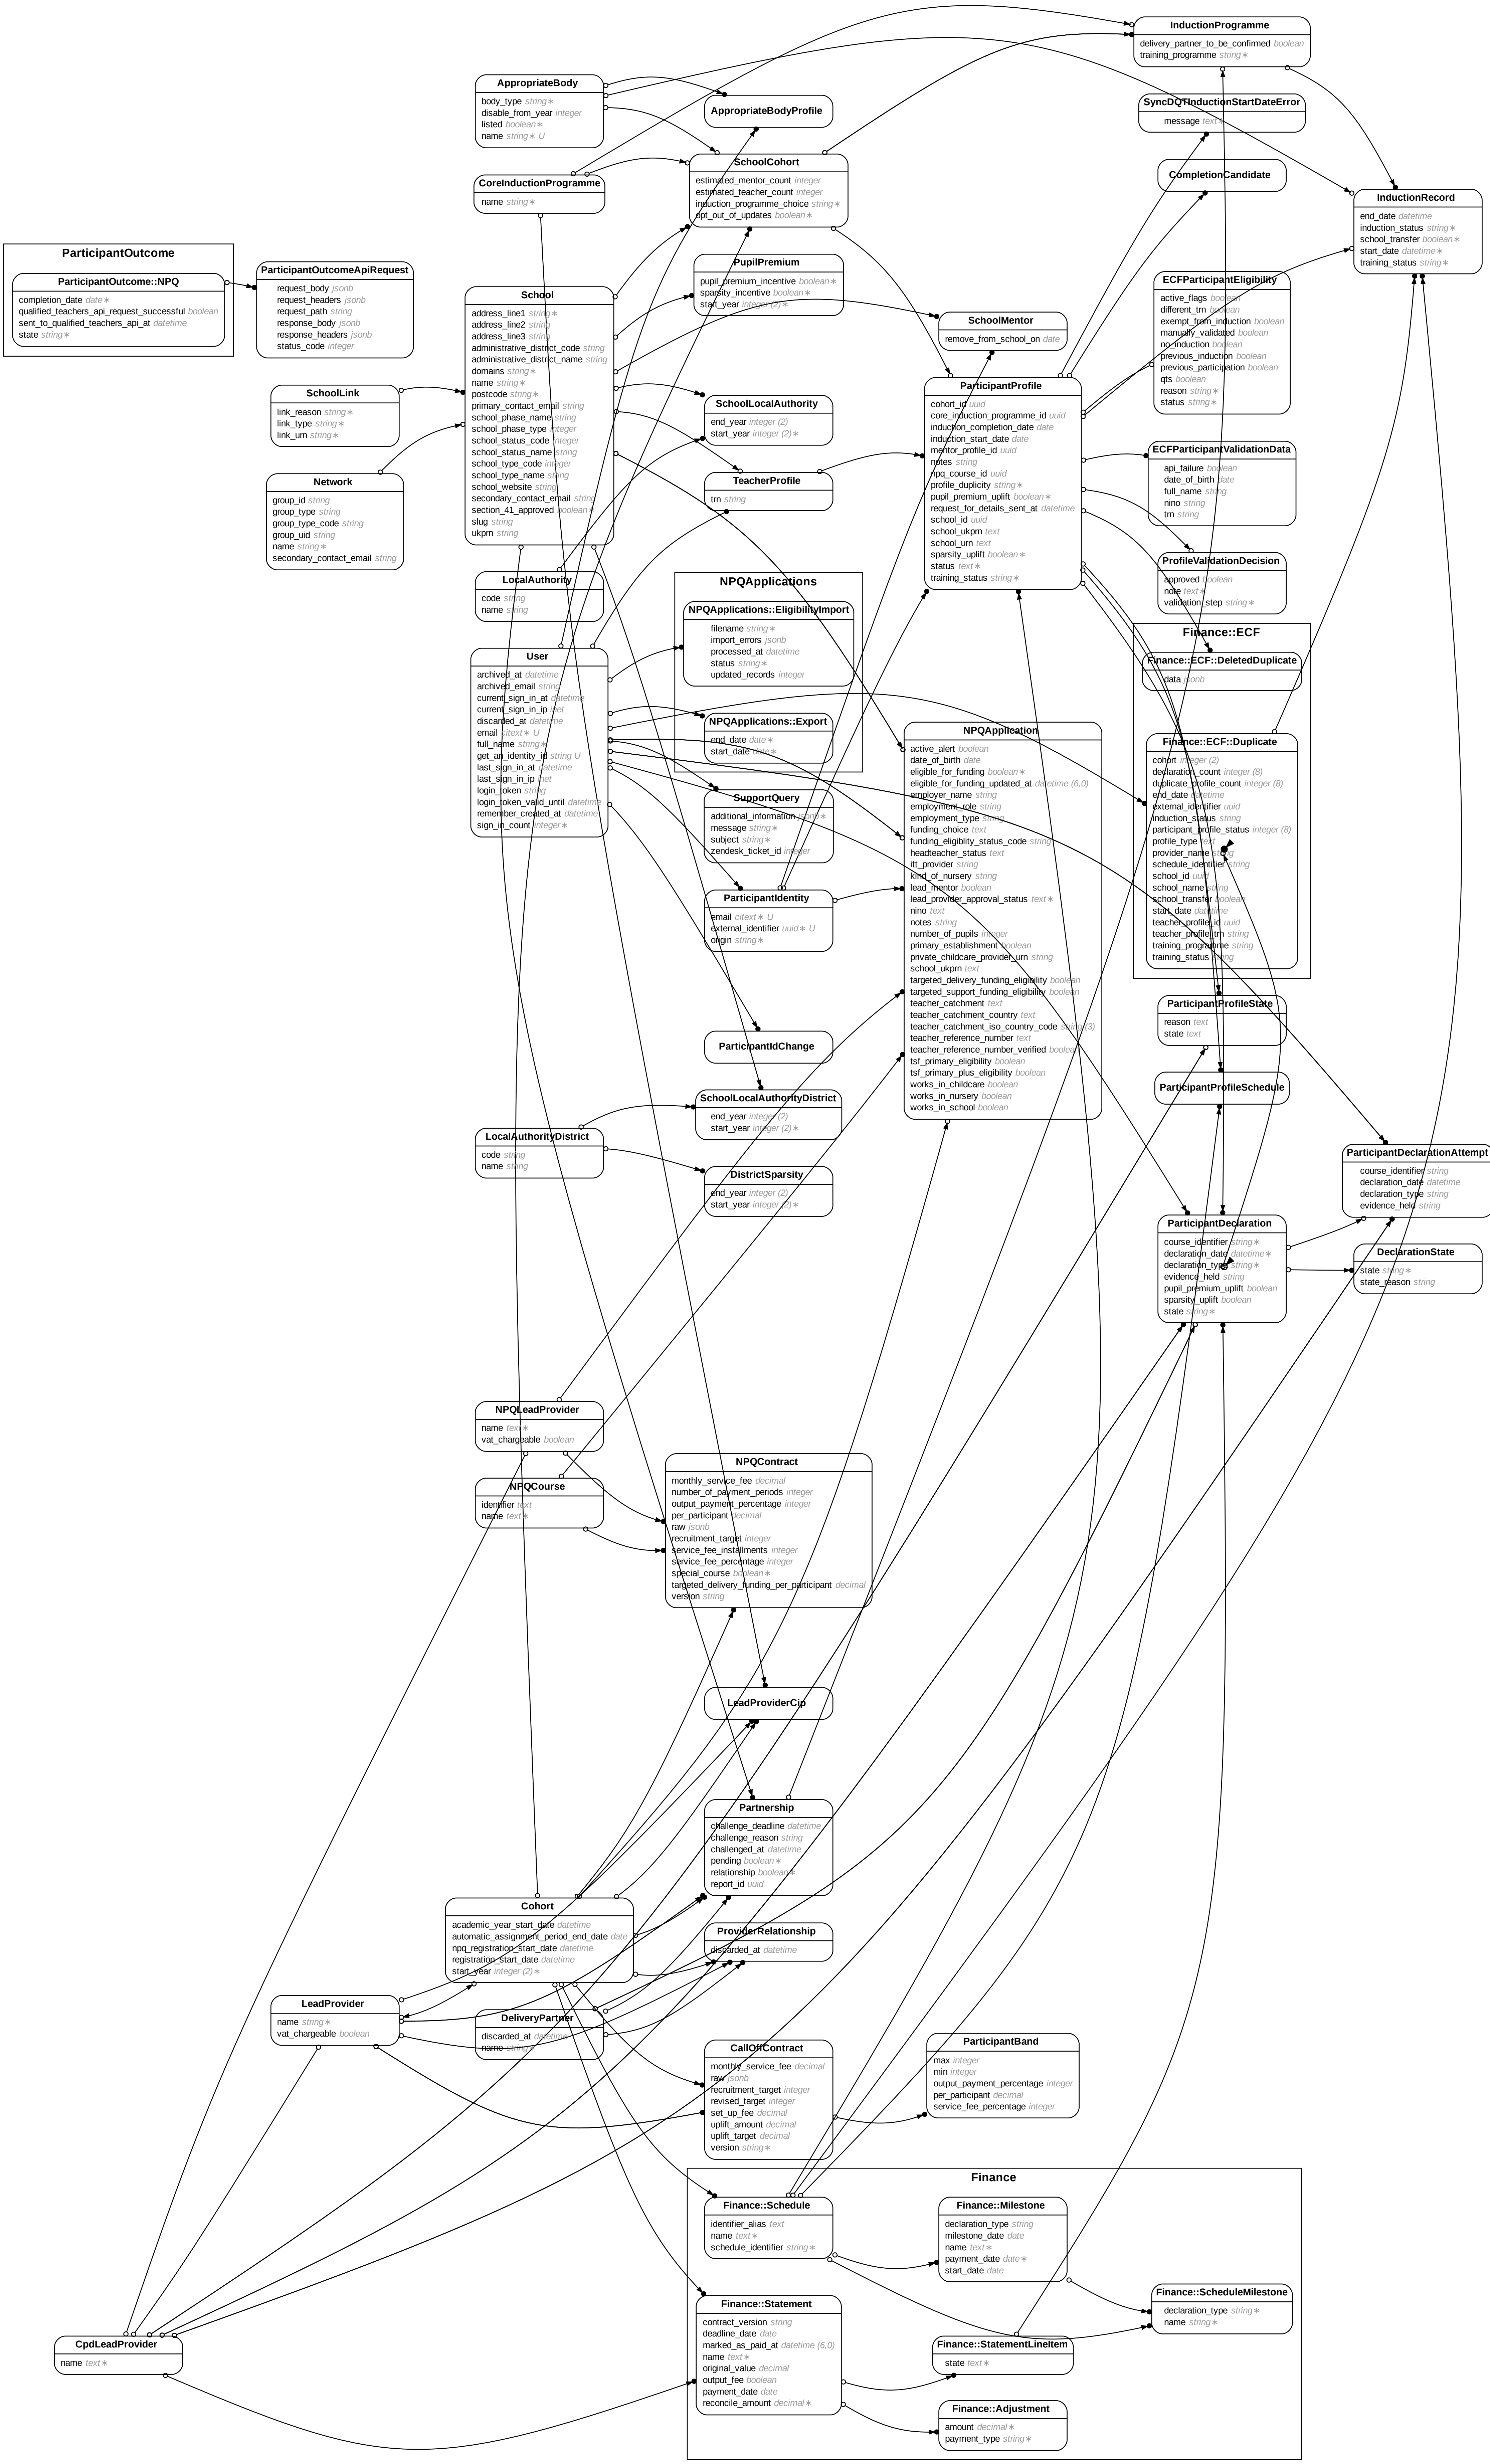 InductionProgramme
delivery_partner_to_be_confirmed boolean
training_programme string∗
AppropriateBody
body_type string∗
disable_from_year integer
listed boolean∗
name string∗ U
AppropriateBodyProfile
SyncDQTInductionStartDateError
message text∗
SchoolCohort
estimated_mentor_count integer
estimated_teacher_count integer
induction_programme_choice string∗
opt_out_of_updates boolean∗
CoreInductionProgramme
name string∗
CompletionCandidate
InductionRecord
end_date datetime
induction_status string∗
school_transfer boolean∗
start_date datetime∗
training_status string∗
ParticipantOutcome
ParticipantOutcome::NPQ
completion_date date∗
qualified_teachers_api_request_successful boolean
sent_to_qualified_teachers_api_at datetime
state string∗
ParticipantOutcomeApiRequest
request_body jsonb
request_headers jsonb
request_path string
response_body jsonb
response_headers jsonb
status_code integer
PupilPremium
pupil_premium_incentive boolean∗
sparsity_incentive boolean∗
start_year integer (2)∗
ECFParticipantEligibility
active_flags boolean
different_trn boolean
exempt_from_induction boolean
manually_validated boolean
no_induction boolean
previous_induction boolean
previous_participation boolean
qts boolean
reason string∗
status string∗
School
address_line1 string∗
address_line2 string
address_line3 string
administrative_district_code string
administrative_district_name string
domains string∗
name string∗
postcode string∗
primary_contact_email string
school_phase_name string
school_phase_type integer
school_status_code integer
school_status_name string
school_type_code integer
school_type_name string
school_website string
secondary_contact_email string
section_41_approved boolean∗
slug string
ukprn string
SchoolMentor
remove_from_school_on date
SchoolLink
link_reason string∗
link_type string∗
link_urn string∗
SchoolLocalAuthority
end_year integer (2)
start_year integer (2)∗
ParticipantProfile
cohort_id uuid
core_induction_programme_id uuid
induction_completion_date date
induction_start_date date
mentor_profile_id uuid
notes string
npq_course_id uuid
profile_duplicity string∗
pupil_premium_uplift boolean∗
request_for_details_sent_at datetime
school_id uuid
school_ukprn text
school_urn text
sparsity_uplift boolean∗
status text∗
training_status string∗
ECFParticipantValidationData
api_failure boolean
date_of_birth date
full_name string
nino string
trn string
Network
group_id string
group_type string
group_type_code string
group_uid string
name string∗
secondary_contact_email string
TeacherProfile
trn string
ProfileValidationDecision
approved boolean
note text∗
validation_step string∗
LocalAuthority
code string
name string
NPQApplications
NPQApplications::EligibilityImport
filename string∗
import_errors jsonb
processed_at datetime
status string∗
updated_records integer
NPQApplications::Export
end_date date∗
start_date date∗
User
archived_at datetime
archived_email string
current_sign_in_at datetime
current_sign_in_ip inet
discarded_at datetime
email citext∗ U
full_name string∗
get_an_identity_id string U
last_sign_in_at datetime
last_sign_in_ip inet
login_token string
login_token_valid_until datetime
remember_created_at datetime
sign_in_count integer∗
Finance::ECF
Finance::ECF::DeletedDuplicate
data jsonb
Finance::ECF::Duplicate
cohort integer (2)
declaration_count integer (8)
duplicate_profile_count integer (8)
end_date datetime
external_identifier uuid
induction_status string
participant_profile_status integer (8)
profile_type text
provider_name string
schedule_identifier string
school_id uuid
school_name string
school_transfer boolean
start_date datetime
teacher_profile_id uuid
teacher_profile_trn string
training_programme string
training_status string
NPQApplication
active_alert boolean
date_of_birth date
eligible_for_funding boolean∗
eligible_for_funding_updated_at datetime (6,0)
employer_name string
employment_role string
employment_type string
funding_choice text
funding_eligiblity_status_code string
headteacher_status text
itt_provider string
kind_of_nursery string
lead_mentor boolean
lead_provider_approval_status text∗
nino text
notes string
number_of_pupils integer
primary_establishment boolean
private_childcare_provider_urn string
school_ukprn text
targeted_delivery_funding_eligibility boolean
targeted_support_funding_eligibility boolean
teacher_catchment text
teacher_catchment_country text
teacher_catchment_iso_country_code string (3)
teacher_reference_number text
teacher_reference_number_verified boolean
tsf_primary_eligibility boolean
tsf_primary_plus_eligibility boolean
works_in_childcare boolean
works_in_nursery boolean
works_in_school boolean
SupportQuery
additional_information jsonb∗
message string∗
subject string∗
zendesk_ticket_id integer
ParticipantIdentity
email citext∗ U
external_identifier uuid∗ U
origin string∗
ParticipantIdChange
ParticipantProfileState
reason text
state text
ParticipantProfileSchedule
SchoolLocalAuthorityDistrict
end_year integer (2)
start_year integer (2)∗
LocalAuthorityDistrict
code string
name string
DistrictSparsity
end_year integer (2)
start_year integer (2)∗
ParticipantDeclarationAttempt
course_identifier string
declaration_date datetime
declaration_type string
evidence_held string
ParticipantDeclaration
course_identifier string∗
declaration_date datetime∗
declaration_type string∗
evidence_held string
pupil_premium_uplift boolean
sparsity_uplift boolean
state string∗
DeclarationState
state string∗
state_reason string
NPQLeadProvider
name text∗
vat_chargeable boolean
NPQCourse
identifier text
name text∗
NPQContract
monthly_service_fee decimal
number_of_payment_periods integer
output_payment_percentage integer
per_participant decimal
raw jsonb
recruitment_target integer
service_fee_installments integer
service_fee_percentage integer
special_course boolean∗
targeted_delivery_funding_per_participant decimal
version string
LeadProviderCip
Partnership
challenge_deadline datetime
challenge_reason string
challenged_at datetime
pending boolean∗
relationship boolean∗
report_id uuid
Cohort
academic_year_start_date datetime
automatic_assignment_period_end_date date
npq_registration_start_date datetime
registration_start_date datetime
start_year integer (2)∗
ProviderRelationship
discarded_at datetime
LeadProvider
name string∗
vat_chargeable boolean
DeliveryPartner
discarded_at datetime
name string∗
CallOffContract
monthly_service_fee decimal
raw jsonb
recruitment_target integer
revised_target integer
set_up_fee decimal
uplift_amount decimal
uplift_target decimal
version string∗
ParticipantBand
max integer
min integer
output_payment_percentage integer
per_participant decimal
service_fee_percentage integer
Finance
Finance::Schedule
identifier_alias text
name text∗
schedule_identifier string∗
Finance::Milestone
declaration_type string
milestone_date date
name text∗
payment_date date∗
start_date date
Finance::ScheduleMilestone
declaration_type string∗
name string∗
Finance::Statement
contract_version string
deadline_date date
marked_as_paid_at datetime (6,0)
name text∗
original_value decimal
output_fee boolean
payment_date date
reconcile_amount decimal∗
Finance::StatementLineItem
state text∗
CpdLeadProvider
name text∗
Finance::Adjustment
amount decimal∗
payment_type string∗